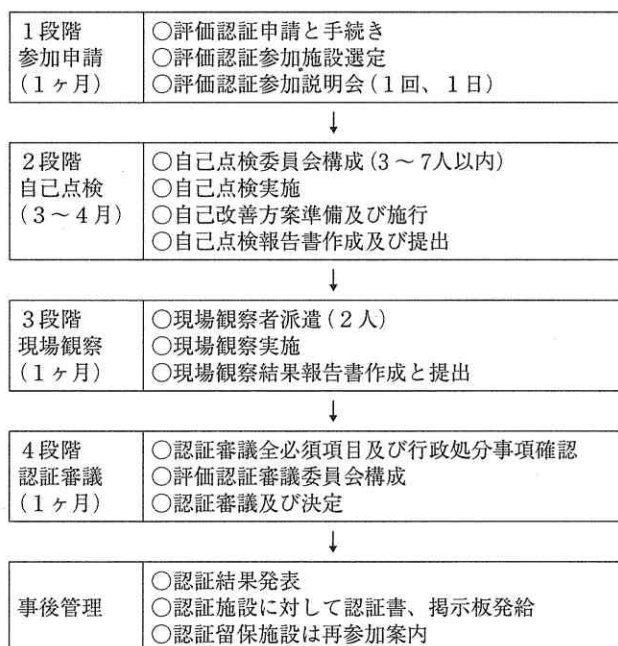 1段階
参加申請
(1ヶ月)
○評価認証申請と手続き
○評価認証参加施設選定
○評価認証参加説明会(1回、1日)
↓
2段階
自己点検
(3～4月)
○自己点検委員会構成(3～7人以内)
○自己点検実施
○自己改善方案準備及び施行
○自己点検報告書作成及び提出
↓
3段階
現場観察
(1ヶ月)
○現場観察者派遣(2人)
○現場観察実施
○現場観察結果報告書作成と提出
↓
4段階
認証審議
(1ヶ月)
○認証審議全必須項目及び行政処分事項確認
○評価認証審議委員会構成
○認証審議及び決定
↓
事後管理
○認証結果発表
○認証施設に対して認証書、掲示板発給
○認証留保施設は再参加案内